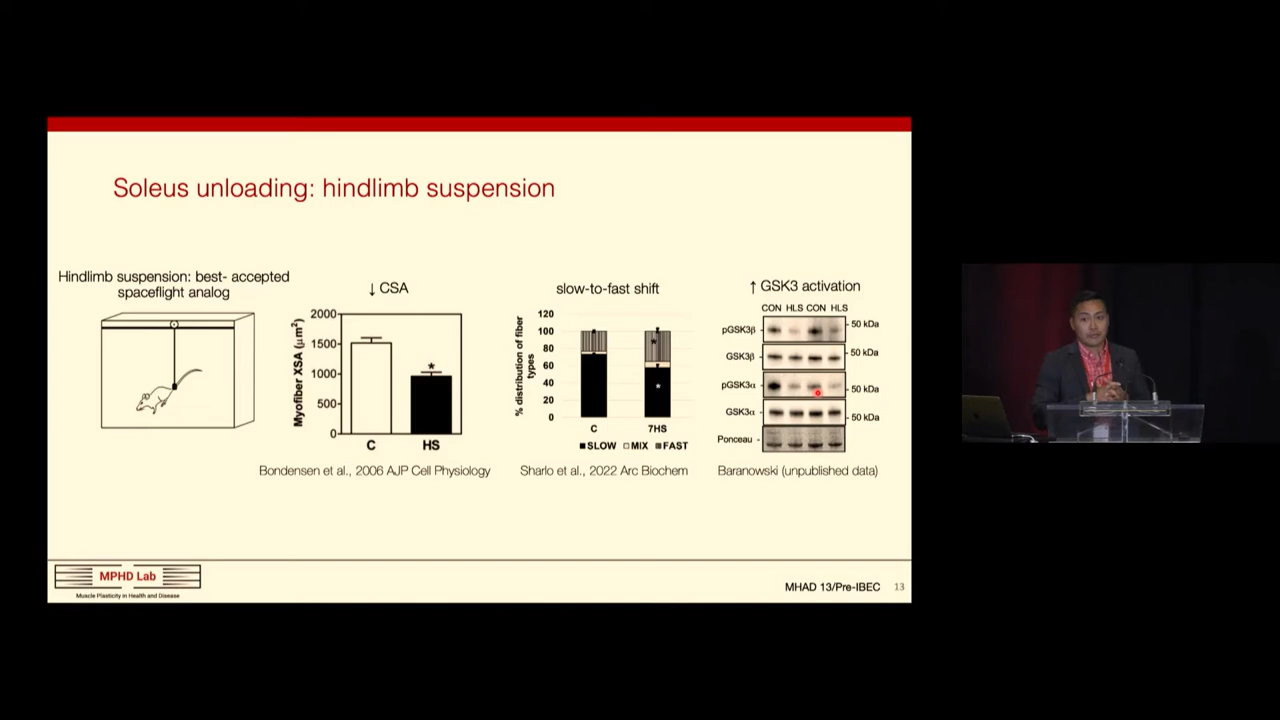 Soleus unloading: hindlimb suspension
Hindlimb suspension: best- accepted
spaceflight analog
↓ CSA
Myofiber XSA (μm²)
2000
1500
1000
500
0
*
C
HS
Bondensen et al., 2006 AJP Cell Physiology
slow-to-fast shift
% distribution of fiber
types
120
100
80
60
40
20
0
*
*
C
7HS
■SLOW □MIX ▥FAST
Sharlo et al., 2022 Arc Biochem
↑ GSK3 activation
CON HLS CON HLS
pGSK3β
- 50 kDa
GSK3β
- 50 kDa
pGSK3α
- 50 kDa
GSK3α
- 50 kDa
Ponceau -
Baranowski (unpublished data)
MPHD Lab
Muscle Plasticity in Health and Disease
MHAD 13/Pre-IBEC 13